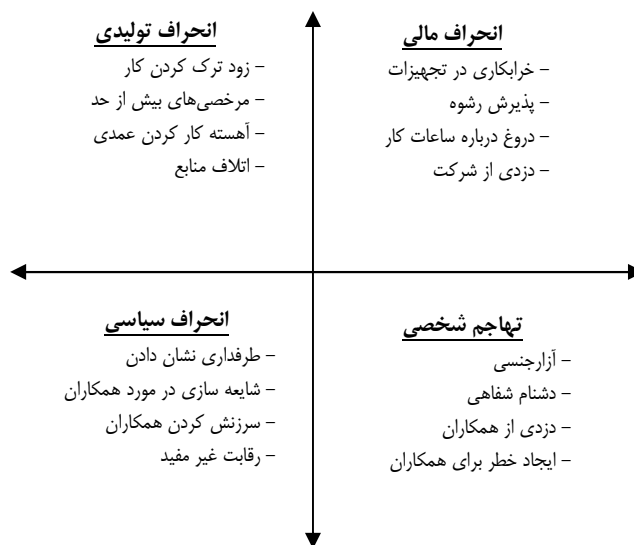 انحراف مالی
- خرابکاری در تجهیزات
- پذیرش رشوه
- دروغ درباره ساعات کار
- دزدی از شرکت
انحراف تولیدی
- زود ترک کردن کار
- مرخصی‌های بیش از حد
- آهسته کار کردن عمدی
- اتلاف منابع
تهاجم شخصی
- آزارجنسی
- دشنام شفاهی
- دزدی از همکاران
- ایجاد خطر برای همکاران
انحراف سیاسی
- طرفداری نشان دادن
- شایعه سازی در مورد همکاران
- سرزنش کردن همکاران
- رقابت غیر مفید